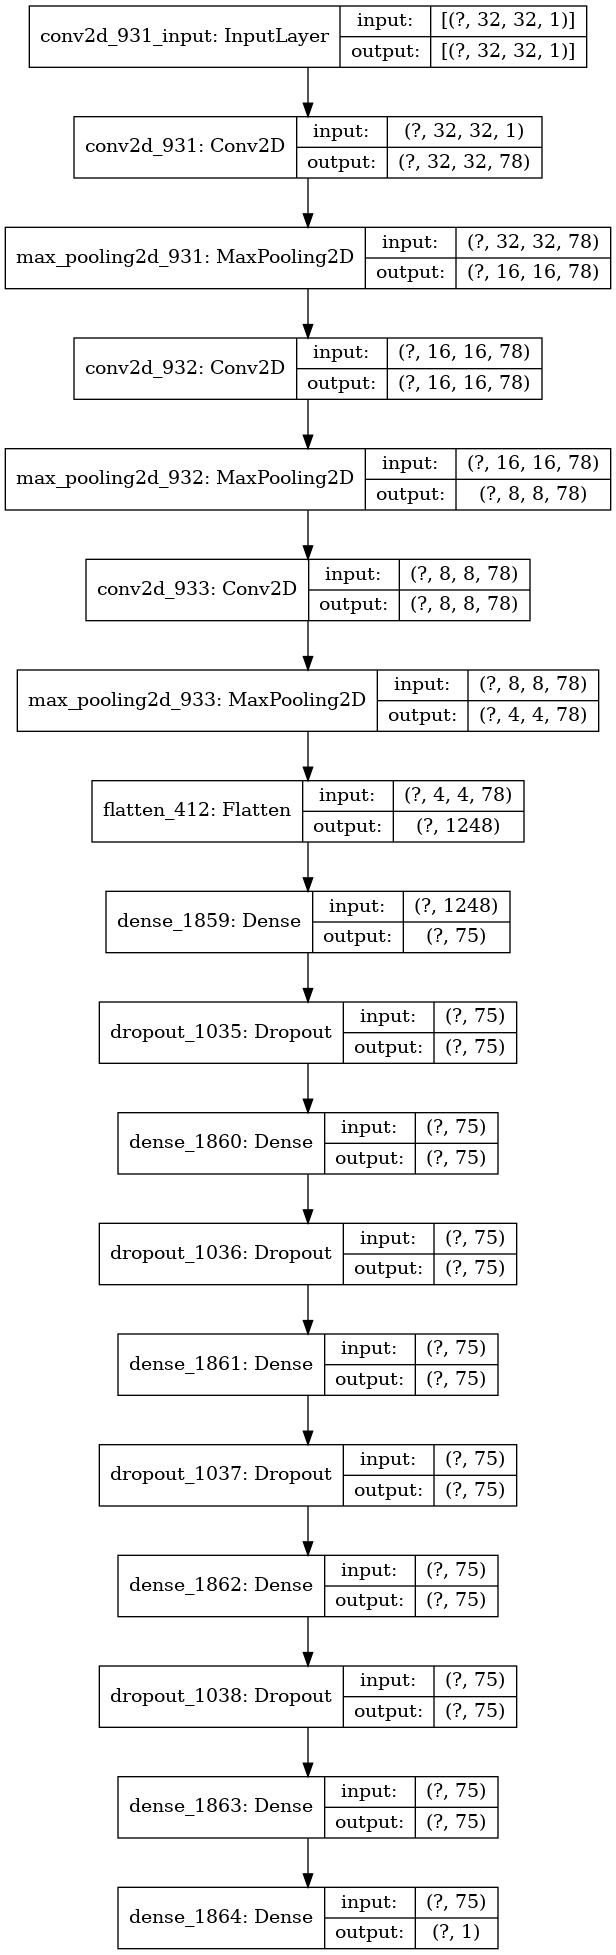 conv2d_931_input: InputLayer
input: [(?, 32, 32, 1)]
output: [(?, 32, 32, 1)]
conv2d_931: Conv2D
input: (?, 32, 32, 1)
output: (?, 32, 32, 78)
max_pooling2d_931: MaxPooling2D
input: (?, 32, 32, 78)
output: (?, 16, 16, 78)
conv2d_932: Conv2D
input: (?, 16, 16, 78)
output: (?, 16, 16, 78)
max_pooling2d_932: MaxPooling2D
input: (?, 16, 16, 78)
output: (?, 8, 8, 78)
conv2d_933: Conv2D
input: (?, 8, 8, 78)
output: (?, 8, 8, 78)
max_pooling2d_933: MaxPooling2D
input: (?, 8, 8, 78)
output: (?, 4, 4, 78)
flatten_412: Flatten
input: (?, 4, 4, 78)
output: (?, 1248)
dense_1859: Dense
input: (?, 1248)
output: (?, 75)
dropout_1035: Dropout
input: (?, 75)
output: (?, 75)
dense_1860: Dense
input: (?, 75)
output: (?, 75)
dropout_1036: Dropout
input: (?, 75)
output: (?, 75)
dense_1861: Dense
input: (?, 75)
output: (?, 75)
dropout_1037: Dropout
input: (?, 75)
output: (?, 75)
dense_1862: Dense
input: (?, 75)
output: (?, 75)
dropout_1038: Dropout
input: (?, 75)
output: (?, 75)
dense_1863: Dense
input: (?, 75)
output: (?, 75)
dense_1864: Dense
input: (?, 75)
output: (?, 1)